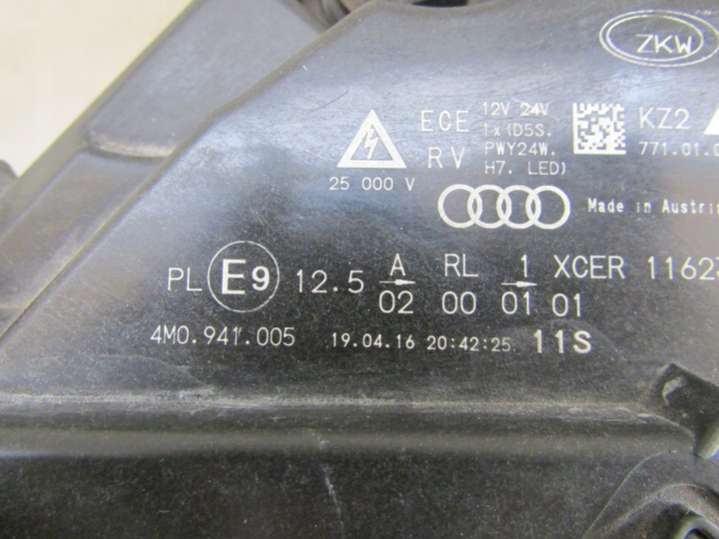 ZKW
ECE
RV
12V 24V
1x(D5S.
PWY24W.
H7. LED)
KZ2
771.01.0
25 000 V
Made in Austri
PL E9 12.5 A RL 1 XCER 1162
02 00 01 01
4M0.941.005 19.04.16 20:42:25 11S